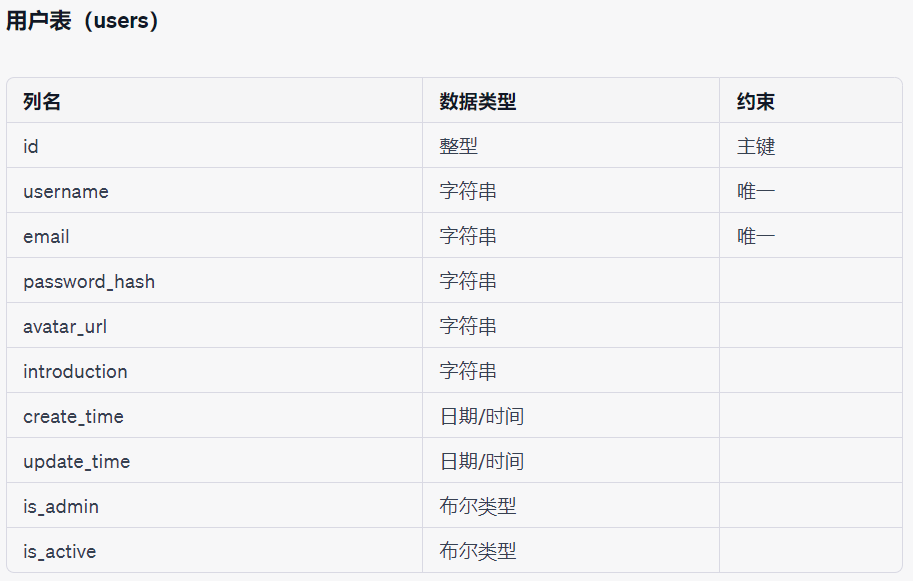 用户表（users）
列名 数据类型 约束
id 整型 主键
username 字符串 唯一
email 字符串 唯一
password_hash 字符串
avatar_url 字符串
introduction 字符串
create_time 日期/时间
update_time 日期/时间
is_admin 布尔类型
is_active 布尔类型